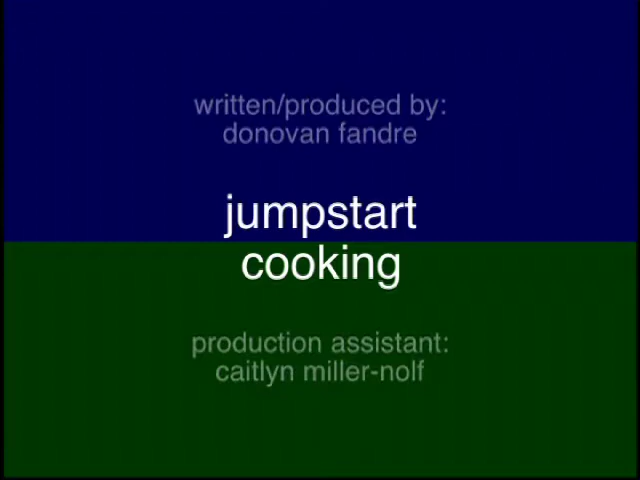 written/produced by:
donovan fandre
jumpstart
cooking
production assistant:
caitlyn miller-nolf